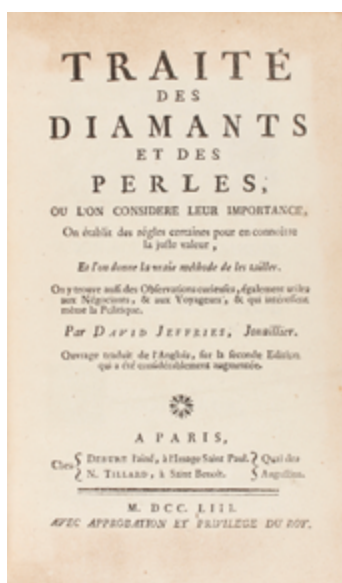 TRAITÉ
DES
DIAMANTS
ET DES
PERLES,
OU L'ON CONSIDERE LEUR IMPORTANCE,
On établit des régles certaines pour en connoître
la juste valeur,
Et l'on donne la vraie méthode de les tailler.
On y trouve aussi des Observations curieuses, également utiles
aux Négocians, & aux Voyageurs, & qui intéressent
même la Politique.
Par DAVID JEFFRIES, Jouaillier.
Ouvrage traduit de l'Anglois, sur la seconde Edition
qui a été considérablement augmentée.
A PARIS,
Chez { DEBURE l'aîné, à l'Image Saint Paul. } Quai des
{ N. TILLARD, à Saint Benoît. } Augustins.
M. DCC. LIII.
AVEC APPROBATION ET PRIVILEGE DU ROY.